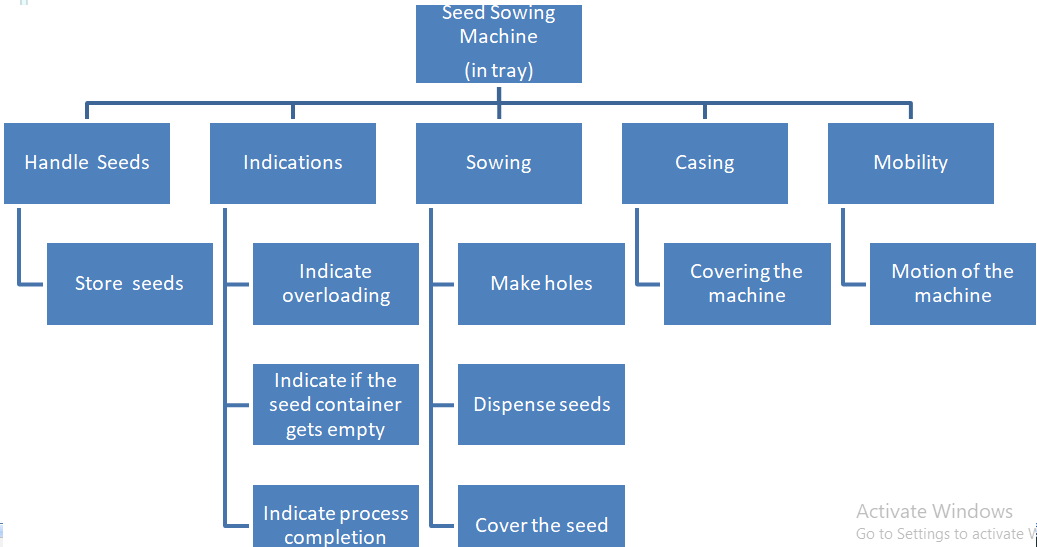 Seed Sowing
Machine
(in tray)
Handle Seeds
Indications
Sowing
Casing
Mobility
Store seeds
Indicate
overloading
Make holes
Covering the
machine
Motion of the
machine
Indicate if the
seed container
gets empty
Dispense seeds
Indicate process
completion
Cover the seed
Activate Windows
Go to Settings to activate W